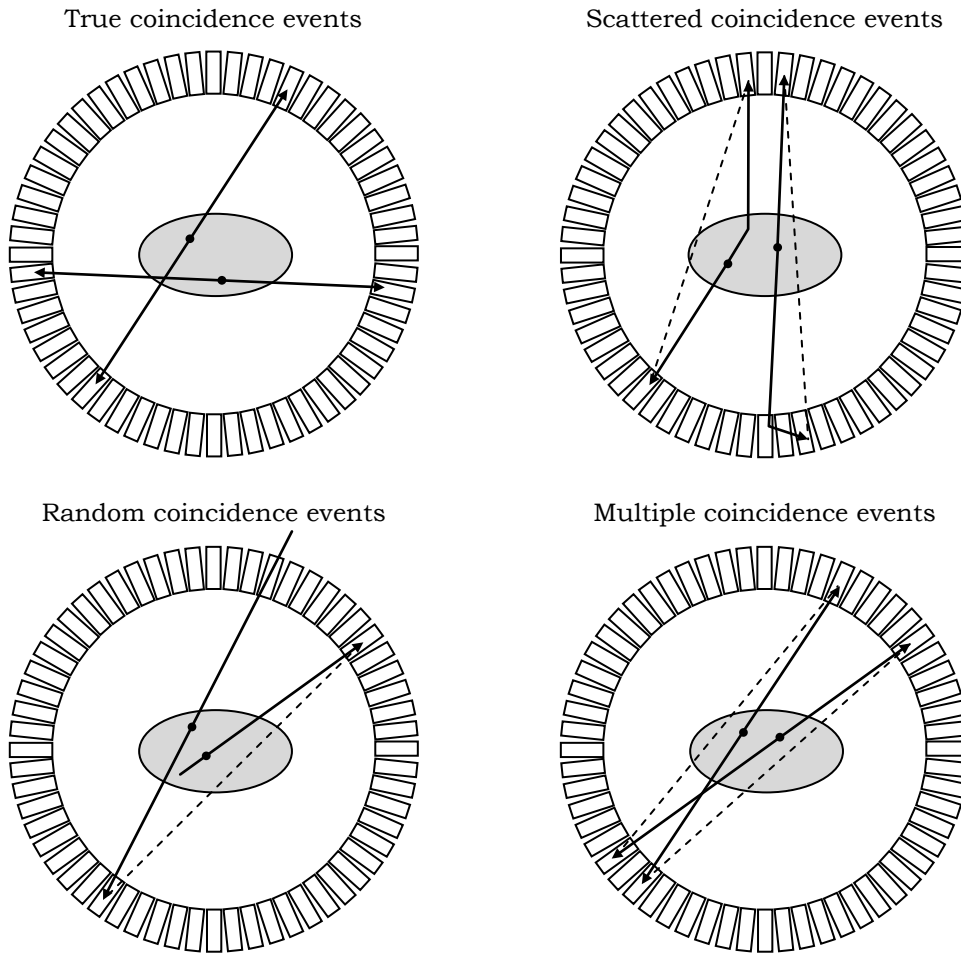 True coincidence events
Scattered coincidence events
Random coincidence events
Multiple coincidence events